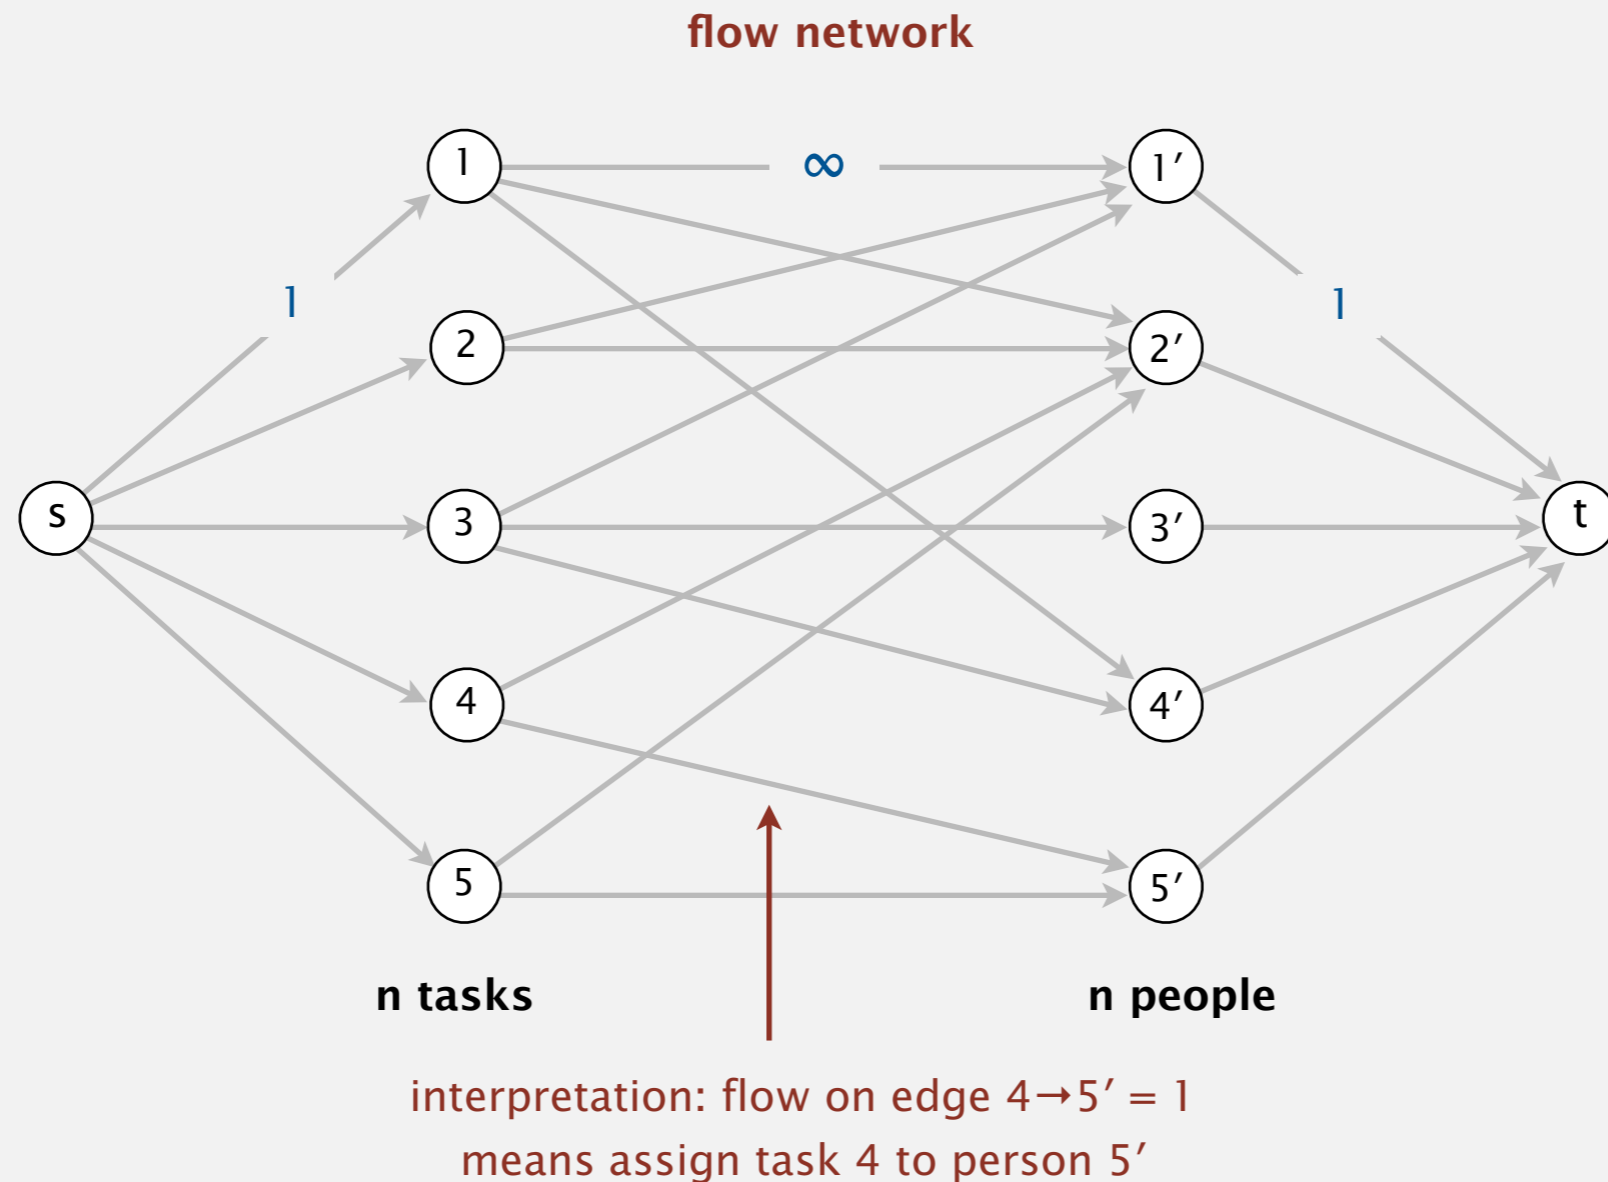 flow network
1 ∞ 1′
1 1
2 2′
s 3 3′ t
4 4′
5 5′
n tasks n people
interpretation: flow on edge 4→5′ = 1
means assign task 4 to person 5′